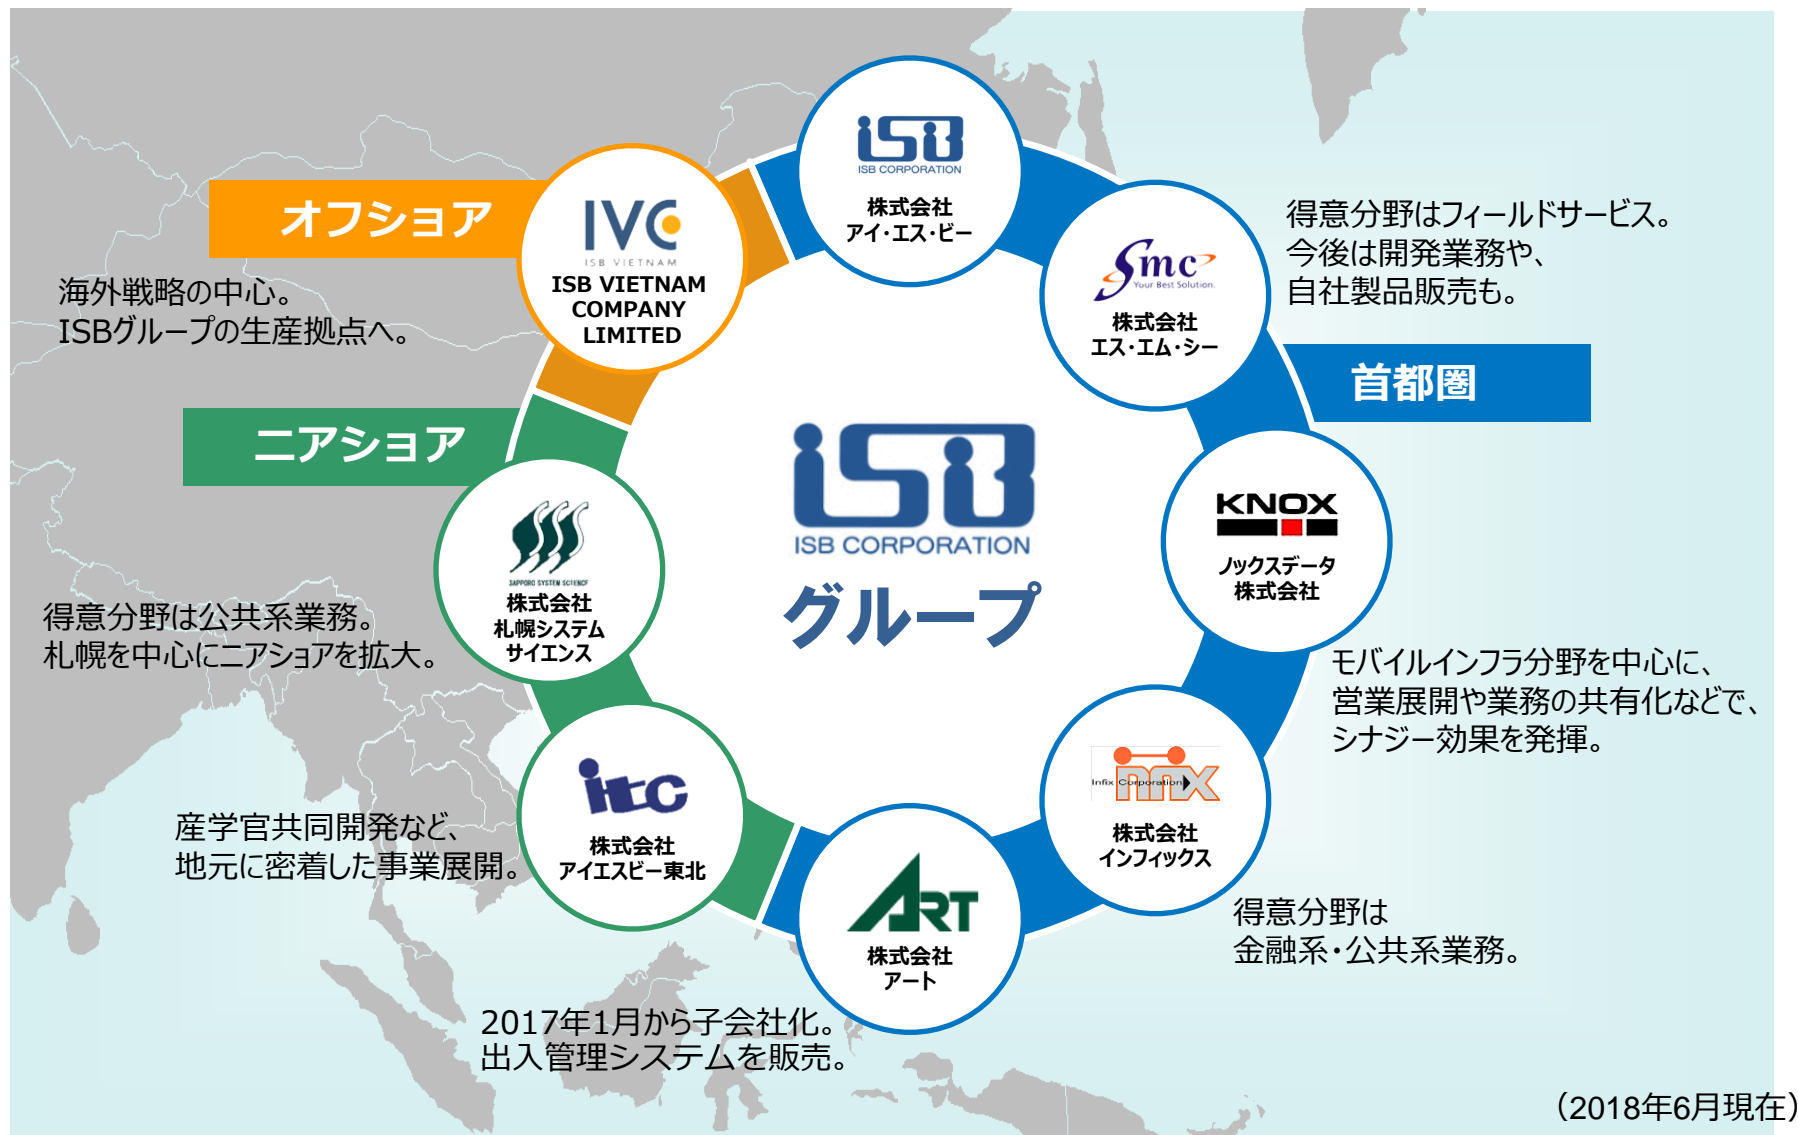 ISB CORPORATION
株式会社
アイ・エス・ビー
オフショア
IVC
ISB VIETNAM
ISB VIETNAM
COMPANY
LIMITED
海外戦略の中心。
ISBグループの生産拠点へ。
smc
Your Best Solution.
株式会社
エス・エム・シー
得意分野はフィールドサービス。
今後は開発業務や、
自社製品販売も。
首都圏
ニアショア
iSB
ISB CORPORATION
グループ
KNOX
ノックスデータ
株式会社
モバイルインフラ分野を中心に、
営業展開や業務の共有化などで、
シナジー効果を発揮。
SAPPORO SYSTEM SCIENCE
株式会社
札幌システム
サイエンス
得意分野は公共系業務。
札幌を中心にニアショアを拡大。
itc
株式会社
アイエスビー東北
産学官共同開発など、
地元に密着した事業展開。
Infix Corporation
株式会社
インフィックス
得意分野は
金融系・公共系業務。
ART
株式会社
アート
2017年1月から子会社化。
出入管理システムを販売。
（2018年6月現在）